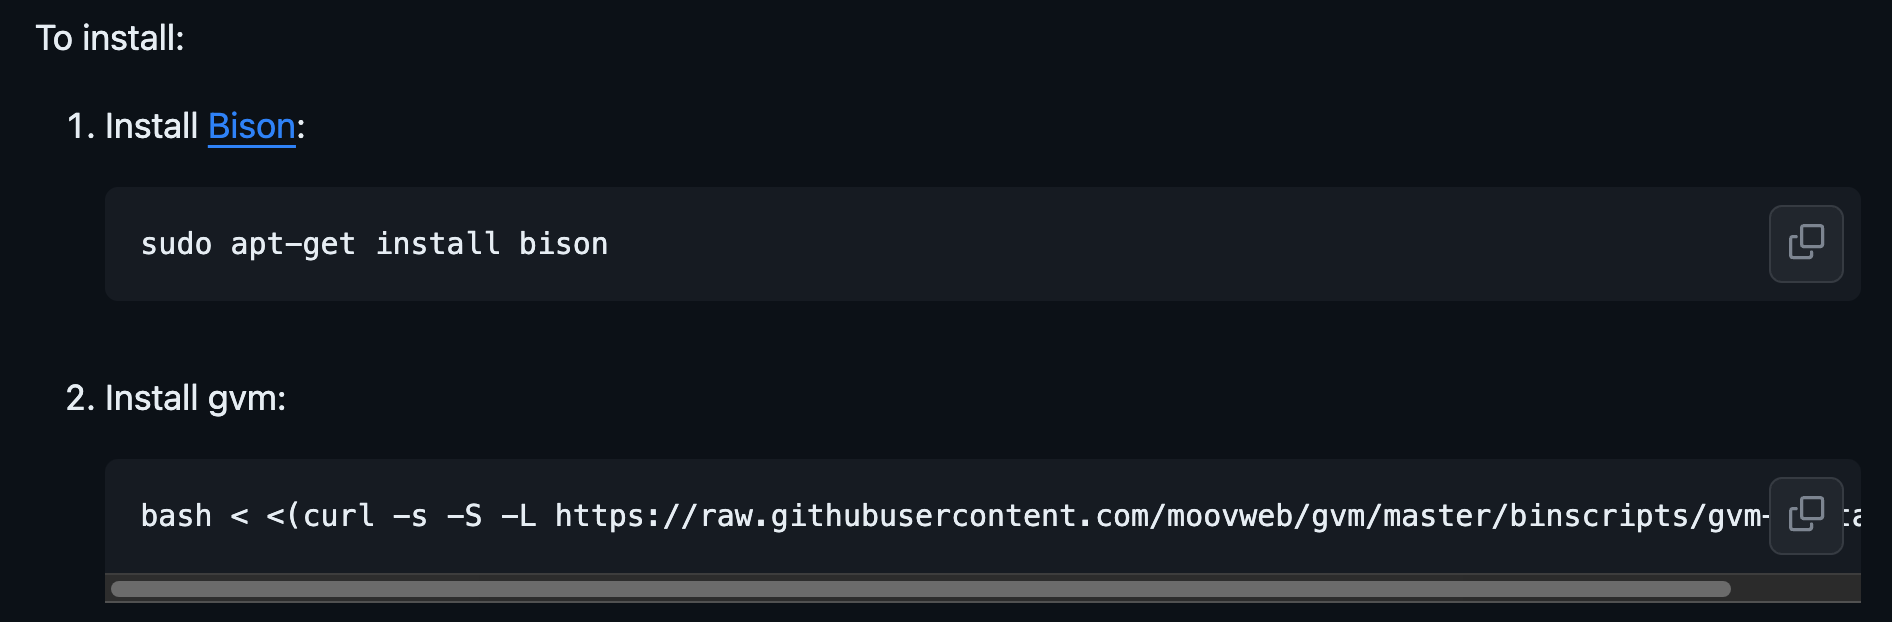 To install:
1. Install Bison:
sudo apt-get install bison
2. Install gvm:
bash < <(curl -s -S -L https://raw.githubusercontent.com/moovweb/gvm/master/binscripts/gvm-